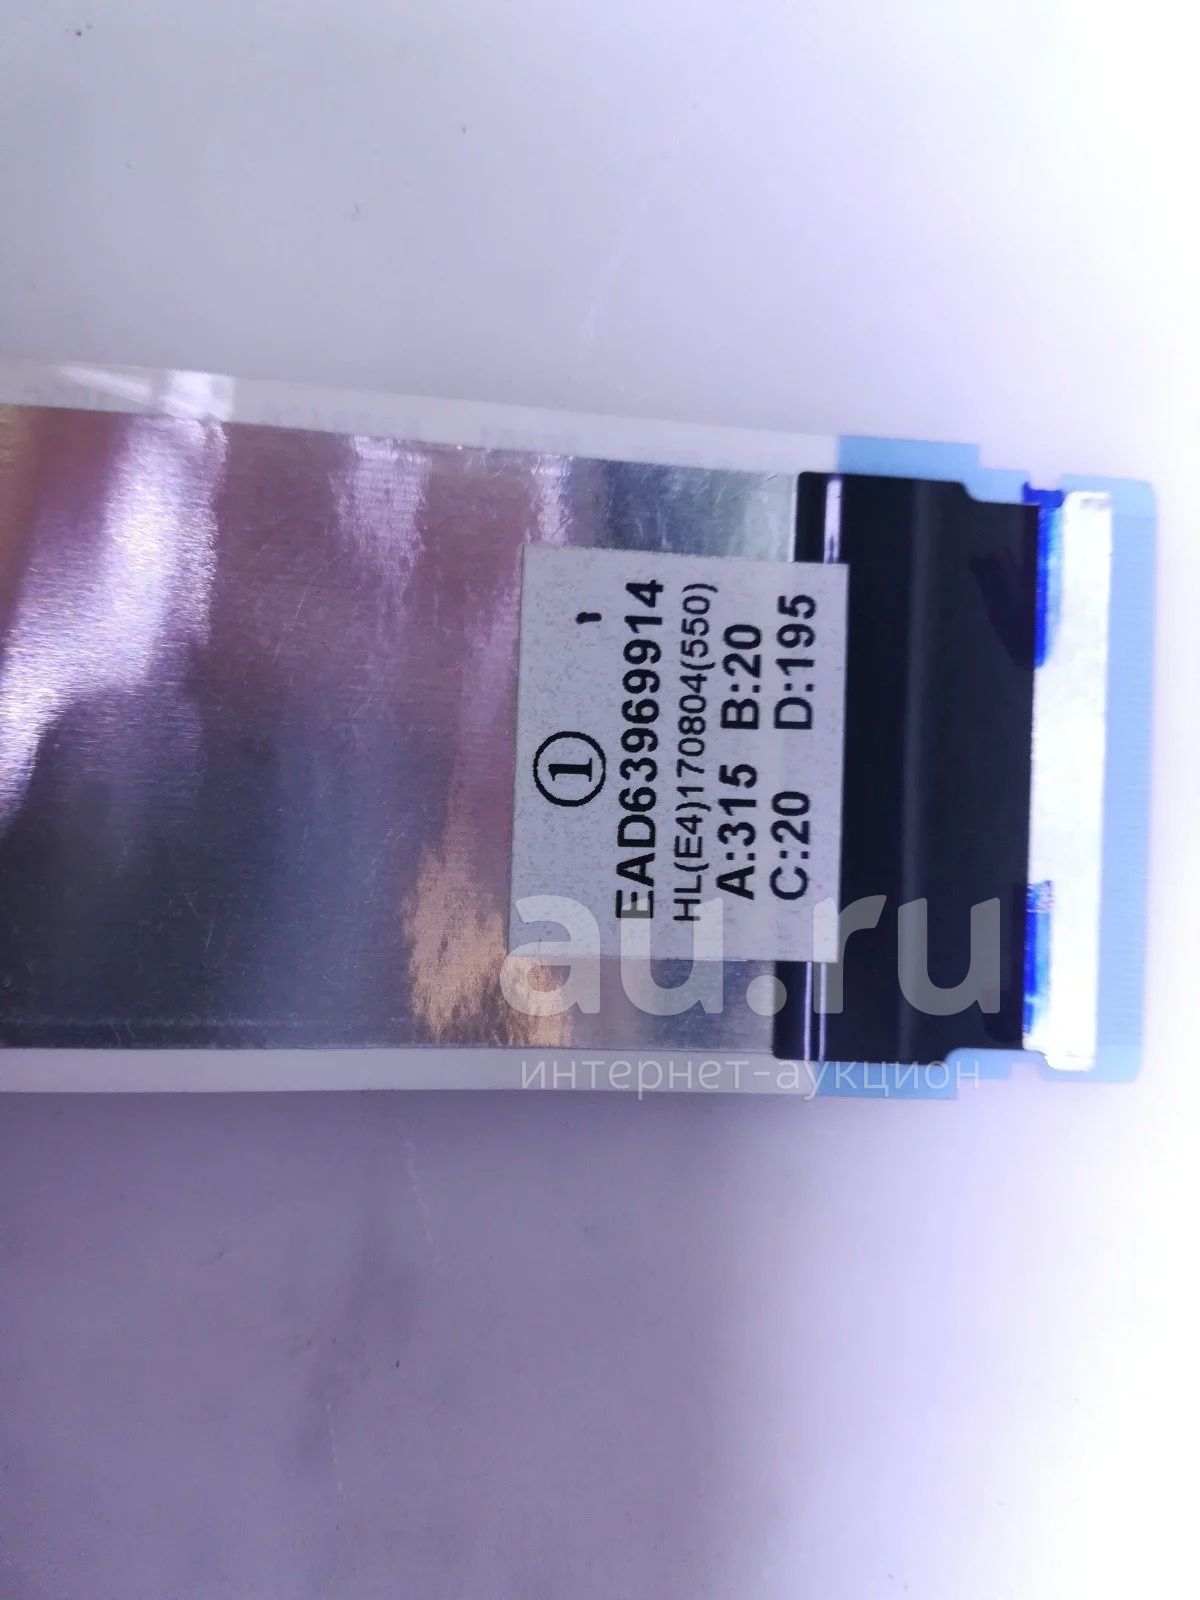 1
EAD63969914
HL(E4)170804(550)
A:315 B:20
C:20 D:195
au.ru
интернет-аукцион